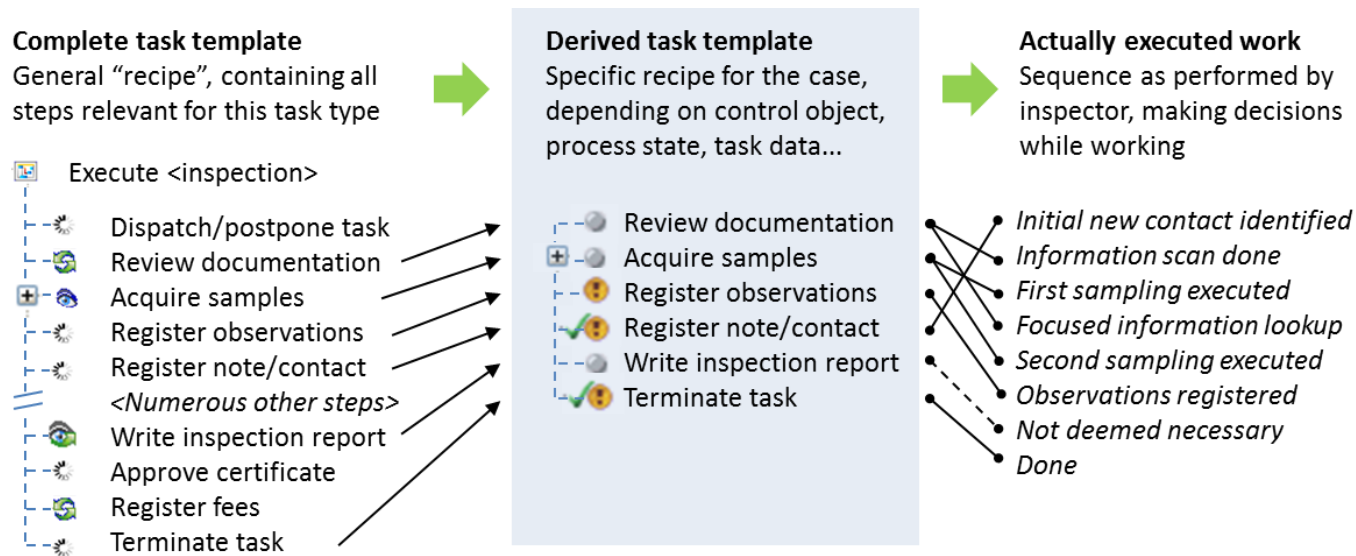 Complete task template
General “recipe”, containing all
steps relevant for this task type
Execute <inspection>
Dispatch/postpone task
Review documentation
Acquire samples
Register observations
Register note/contact
<Numerous other steps>
Write inspection report
Approve certificate
Register fees
Terminate task
Derived task template
Specific recipe for the case,
depending on control object,
process state, task data...
Review documentation
Acquire samples
Register observations
Register note/contact
Write inspection report
Terminate task
Actually executed work
Sequence as performed by
inspector, making decisions
while working
Initial new contact identified
Information scan done
First sampling executed
Focused information lookup
Second sampling executed
Observations registered
Not deemed necessary
Done